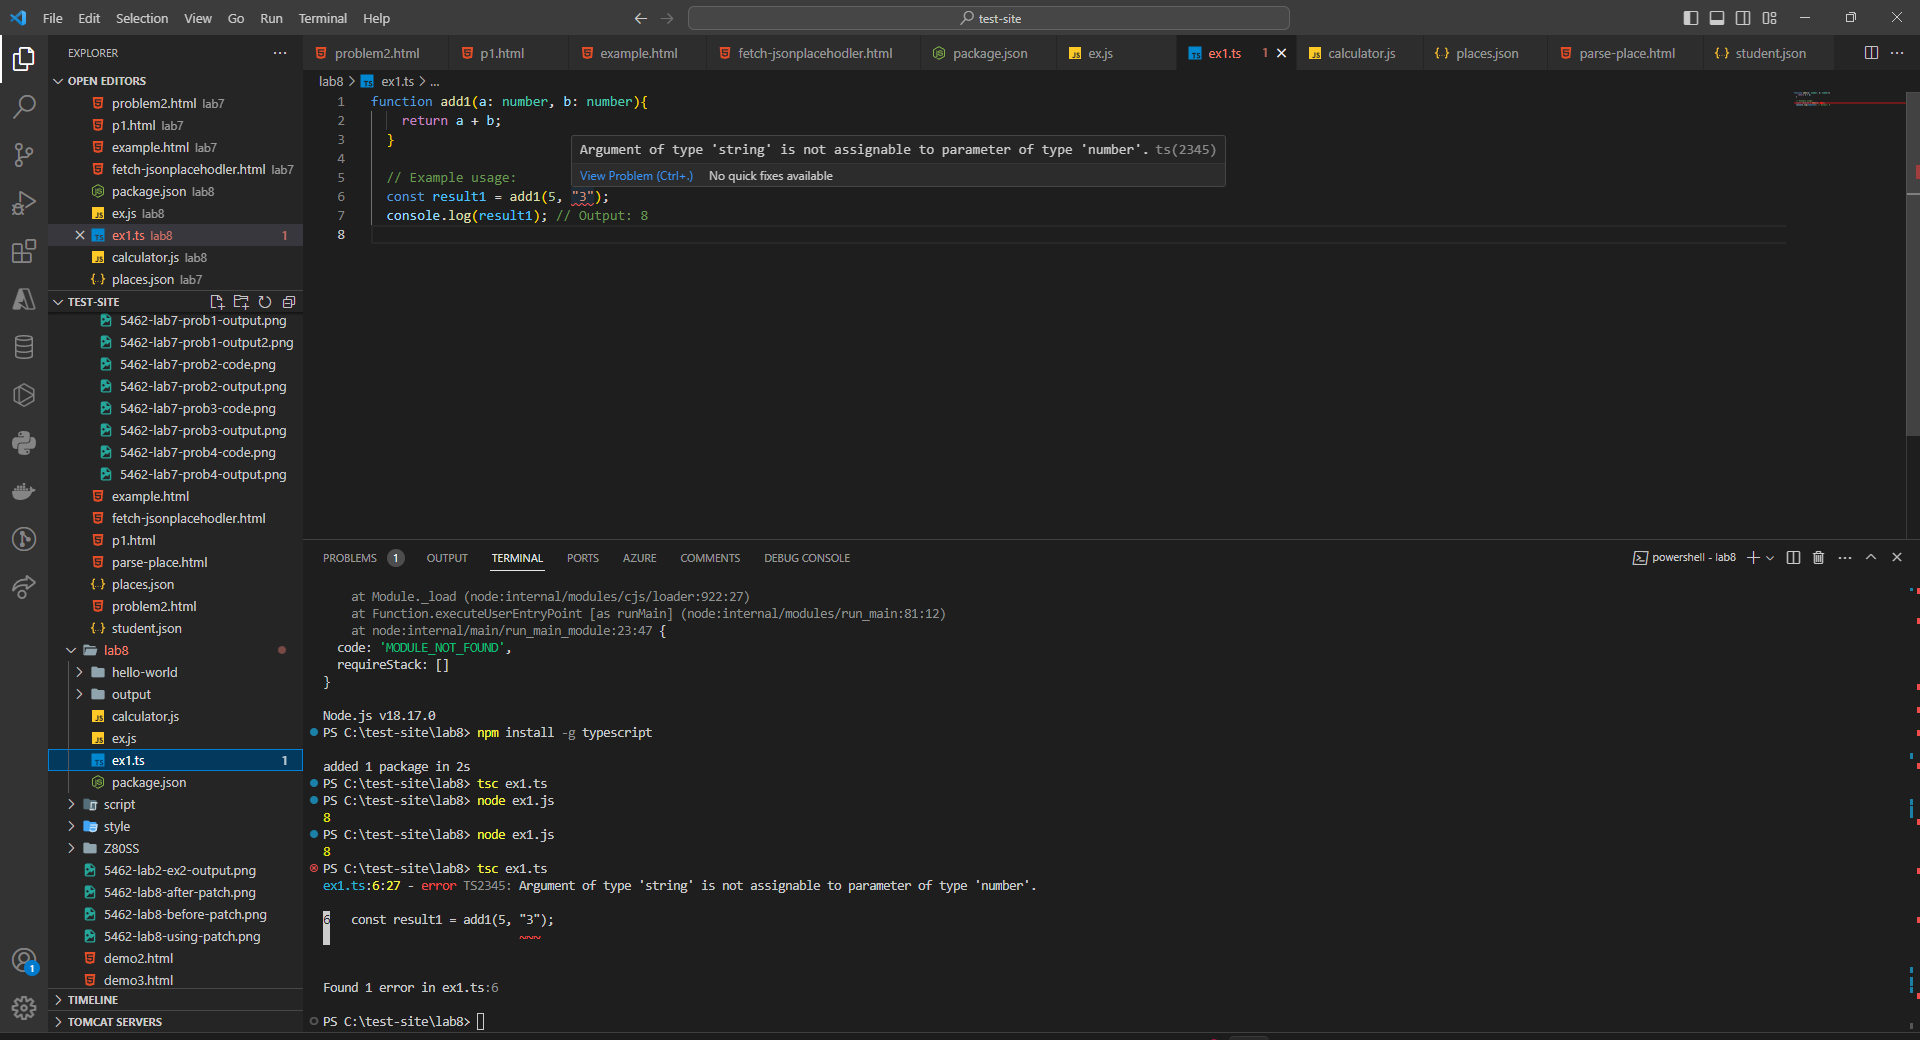 File Edit Selection View Go Run Terminal Help
test-site
EXPLORER
problem2.html p1.html example.html fetch-jsonplacehodler.html package.json ex.js ex1.ts 1 calculator.js places.json parse-place.html student.json
OPEN EDITORS
problem2.html lab7
p1.html lab7
example.html lab7
fetch-jsonplacehodler.html lab7
package.json lab8
ex.js lab8
ex1.ts lab8 1
calculator.js lab8
places.json lab7
TEST-SITE
5462-lab7-prob1-output.png
5462-lab7-prob1-output2.png
5462-lab7-prob2-code.png
5462-lab7-prob2-output.png
5462-lab7-prob3-code.png
5462-lab7-prob3-output.png
5462-lab7-prob4-code.png
5462-lab7-prob4-output.png
example.html
fetch-jsonplacehodler.html
p1.html
parse-place.html
places.json
problem2.html
student.json
lab8
hello-world
output
calculator.js
ex.js
ex1.ts 1
package.json
script
style
Z80SS
5462-lab2-ex2-output.png
5462-lab8-after-patch.png
5462-lab8-before-patch.png
5462-lab8-using-patch.png
demo2.html
demo3.html
TIMELINE
TOMCAT SERVERS
1
lab8 > ex1.ts > ...
1 function add1(a: number, b: number){
2 return a + b;
3 }
4
5 // Example usage:
6 const result1 = add1(5, "3");
7 console.log(result1); // Output: 8
8
Argument of type 'string' is not assignable to parameter of type 'number'. ts(2345)
View Problem (Ctrl+.) No quick fixes available
PROBLEMS 1 OUTPUT TERMINAL PORTS AZURE COMMENTS DEBUG CONSOLE
powershell - lab8
at Module._load (node:internal/modules/cjs/loader:922:27)
at Function.executeUserEntryPoint [as runMain] (node:internal/modules/run_main:81:12)
at node:internal/main/run_main_module:23:47 {
code: 'MODULE_NOT_FOUND',
requireStack: []
}
Node.js v18.17.0
PS C:\test-site\lab8> npm install -g typescript
added 1 package in 2s
PS C:\test-site\lab8> tsc ex1.ts
PS C:\test-site\lab8> node ex1.js
8
PS C:\test-site\lab8> node ex1.js
8
PS C:\test-site\lab8> tsc ex1.ts
ex1.ts:6:27 - error TS2345: Argument of type 'string' is not assignable to parameter of type 'number'.
6 const result1 = add1(5, "3");
~~~
Found 1 error in ex1.ts:6
PS C:\test-site\lab8>